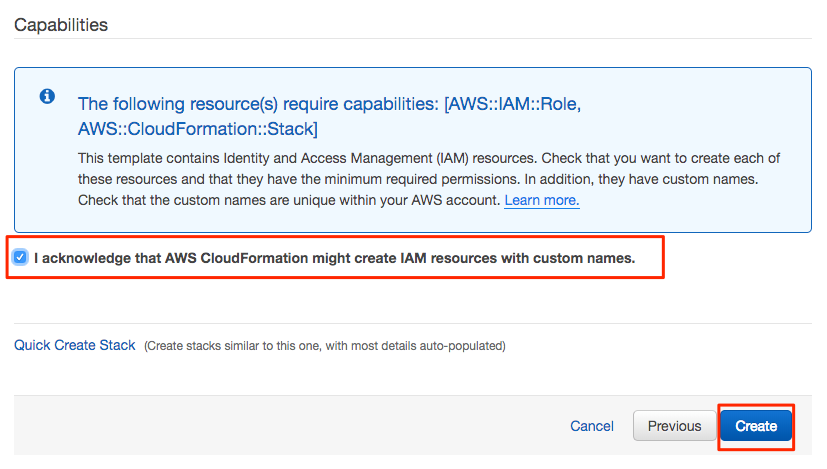 Capabilities
The following resource(s) require capabilities: [AWS::IAM::Role,
AWS::CloudFormation::Stack]
This template contains Identity and Access Management (IAM) resources. Check that you want to create each of
these resources and that they have the minimum required permissions. In addition, they have custom names.
Check that the custom names are unique within your AWS account. Learn more.
I acknowledge that AWS CloudFormation might create IAM resources with custom names.
Quick Create Stack (Create stacks similar to this one, with most details auto-populated)
Cancel Previous Create